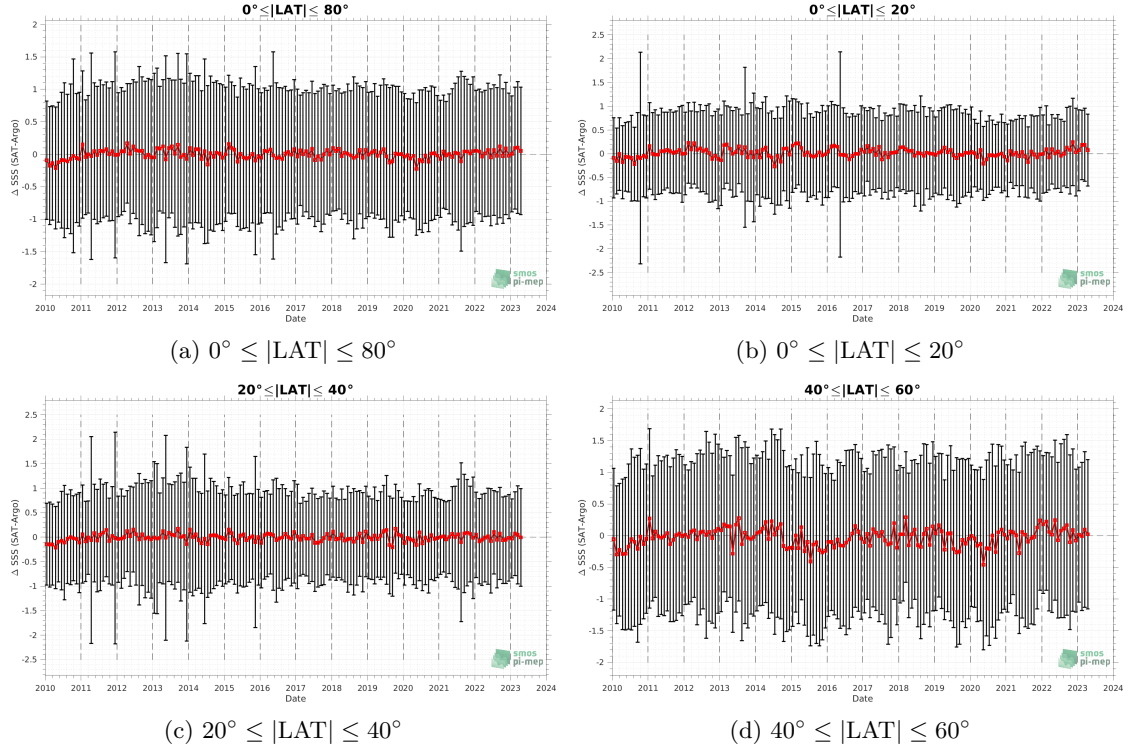 0°≤|LAT|≤ 80°
2
1.5
1
0.5
0
-0.5
-1
-1.5
-2
Δ SSS (SAT-Argo)
2010 2011 2012 2013 2014 2015 2016 2017 2018 2019 2020 2021 2022 2023 2024
Date
smos
pi-mep
(a) 0° ≤ |LAT| ≤ 80°
0°≤|LAT|≤ 20°
2.5
2
1.5
1
0.5
0
-0.5
-1
-1.5
-2
-2.5
Δ SSS (SAT-Argo)
2010 2011 2012 2013 2014 2015 2016 2017 2018 2019 2020 2021 2022 2023 2024
Date
smos
pi-mep
(b) 0° ≤ |LAT| ≤ 20°
20°≤|LAT|≤ 40°
2.5
2
1.5
1
0.5
0
-0.5
-1
-1.5
-2
-2.5
Δ SSS (SAT-Argo)
2010 2011 2012 2013 2014 2015 2016 2017 2018 2019 2020 2021 2022 2023 2024
Date
smos
pi-mep
(c) 20° ≤ |LAT| ≤ 40°
40°≤|LAT|≤ 60°
2
1.5
1
0.5
0
-0.5
-1
-1.5
-2
Δ SSS (SAT-Argo)
2010 2011 2012 2013 2014 2015 2016 2017 2018 2019 2020 2021 2022 2023 2024
Date
smos
pi-mep
(d) 40° ≤ |LAT| ≤ 60°